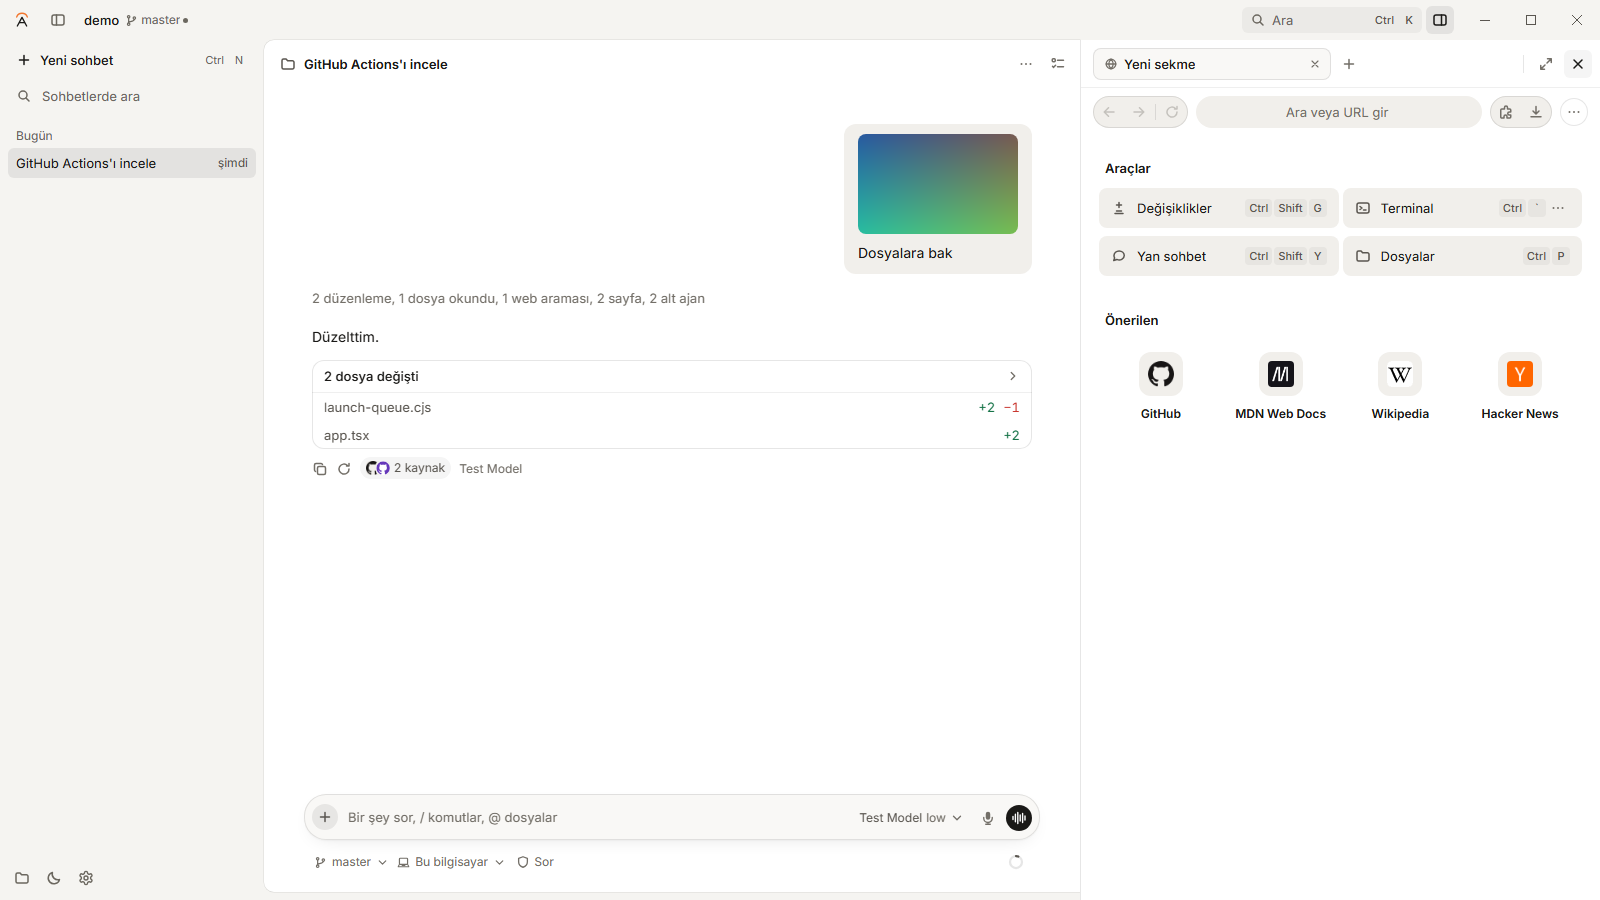 demo master
Ara Ctrl K
Yeni sohbet Ctrl N
Sohbetlerde ara
Bugün
GitHub Actions'ı incele şimdi
GitHub Actions'ı incele
Dosyalara bak
2 düzenleme, 1 dosya okundu, 1 web araması, 2 sayfa, 2 alt ajan
Düzelttim.
2 dosya değişti
launch-queue.cjs +2 −1
app.tsx +2
2 kaynak Test Model
Bir şey sor, / komutlar, @ dosyalar Test Model low
master Bu bilgisayar Sor
Yeni sekme
Ara veya URL gir
Araçlar
Değişiklikler Ctrl Shift G
Terminal Ctrl `
Yan sohbet Ctrl Shift Y
Dosyalar Ctrl P
Önerilen
GitHub MDN Web Docs Wikipedia Hacker News